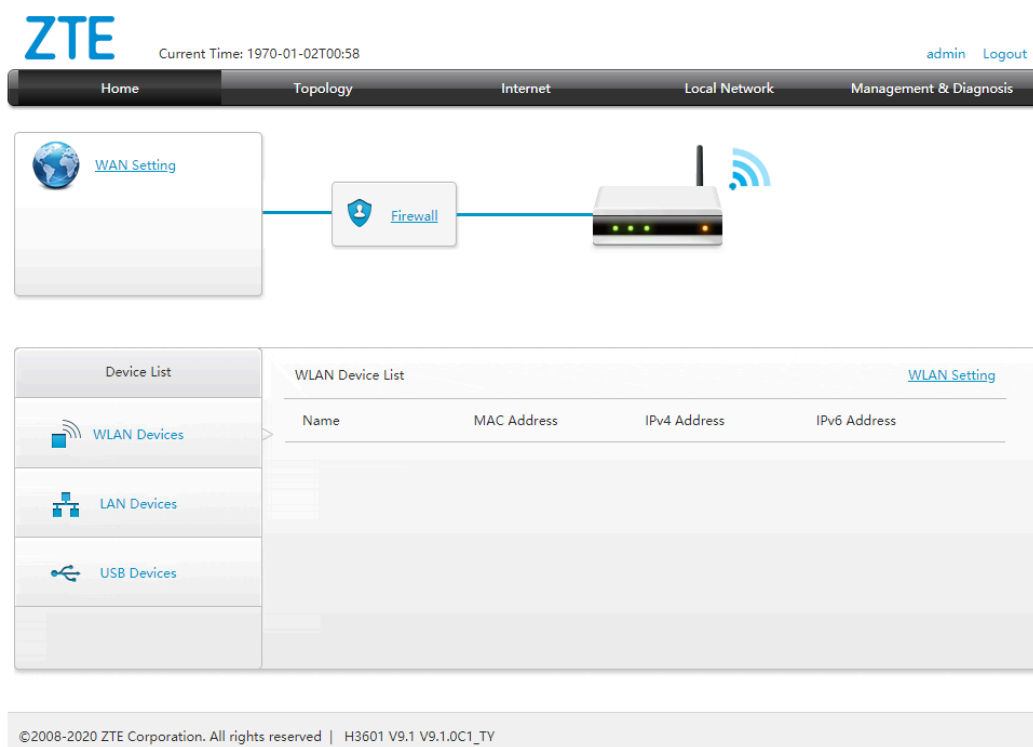 ZTE
Current Time: 1970-01-02T00:58 admin Logout
Home Topology Internet Local Network Management & Diagnosis
WAN Setting
Firewall
Device List
WLAN Device List WLAN Setting
Name MAC Address IPv4 Address IPv6 Address
WLAN Devices
LAN Devices
USB Devices
©2008-2020 ZTE Corporation. All rights reserved | H3601 V9.1 V9.1.0C1_TY